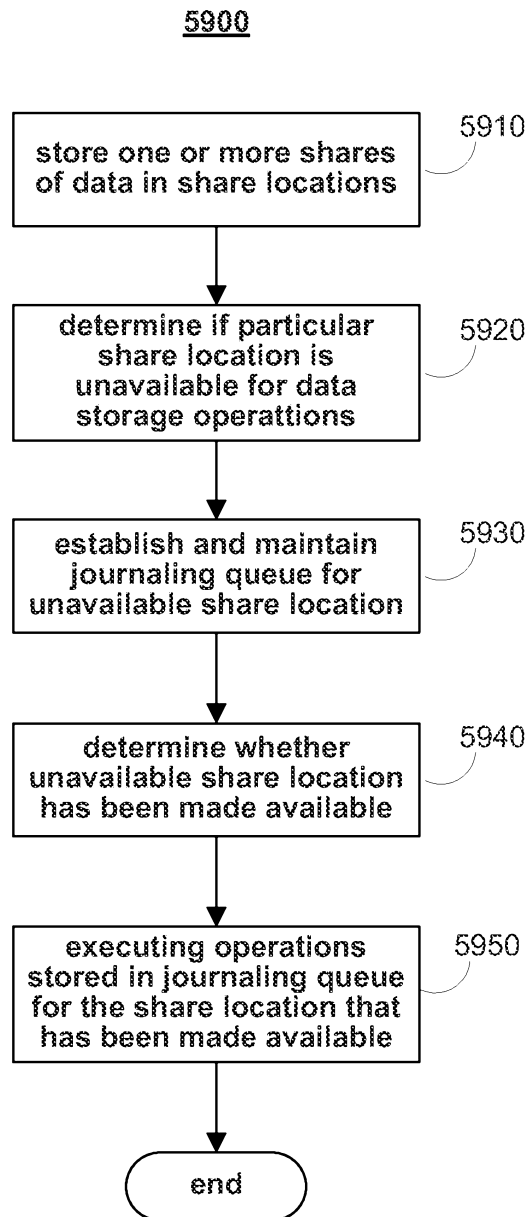 5900
5910
store one or more shares
of data in share locations
5920
determine if particular
share location is
unavailable for data
storage operattions
5930
establish and maintain
journaling queue for
unavailable share location
5940
determine whether
unavailable share location
has been made available
5950
executing operations
stored in journaling queue
for the share location that
has been made available
end